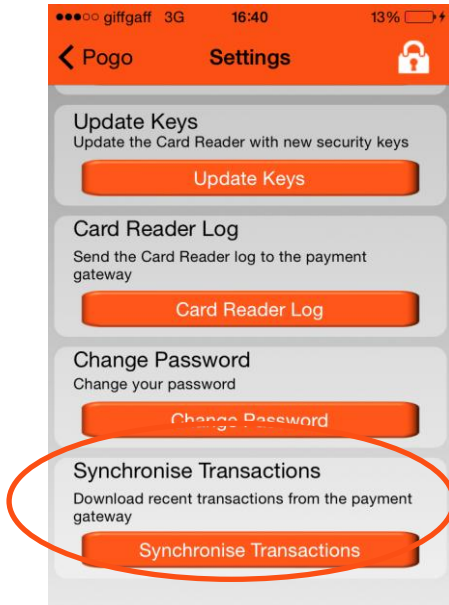 giffgaff 3G 16:40 13%
Pogo Settings
Update Keys
Update the Card Reader with new security keys
Update Keys
Card Reader Log
Send the Card Reader log to the payment
gateway
Card Reader Log
Change Password
Change your password
Change Password
Synchronise Transactions
Download recent transactions from the payment
gateway
Synchronise Transactions